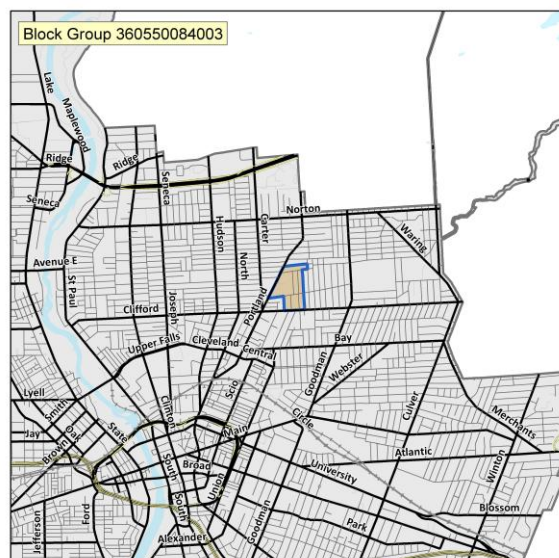 Block Group 360550084003
Lake
Maplewood
Ridge
Ridge
Seneca
Seneca
Hudson
North
Carter
Norton
Waring
Avenue E
St Paul
Clifford
Joseph
Portland
Upper Falls
Cleveland
Central
Bay
Goodman
Webster
Lyell
Smith
Scio
Culver
Merchants
Jay
Oak
Brown
State
Clinton
Main
Circle
Atlantic
Winton
Broad
South
South
Union
University
Jefferson
Ford
Goodman
Park
Blossom
Alexander